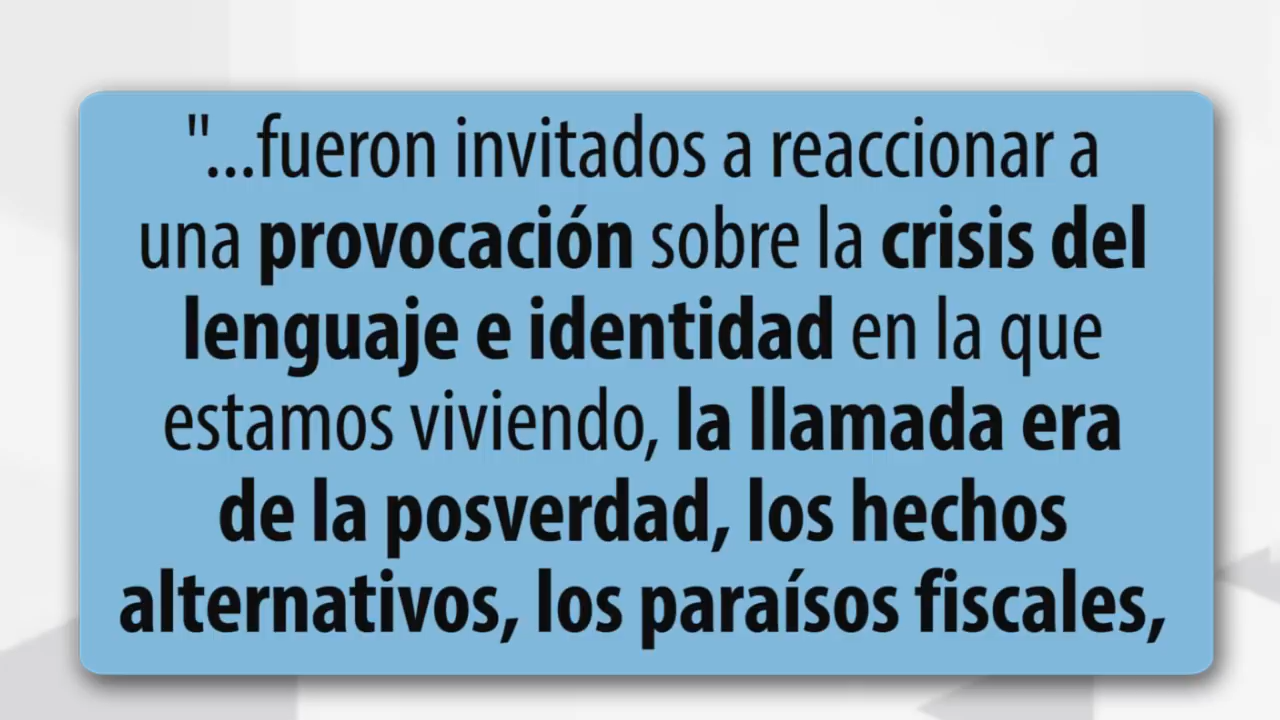 "...fueron invitados a reaccionar a
una provocación sobre la crisis del
lenguaje e identidad en la que
estamos viviendo, la llamada era
de la posverdad, los hechos
alternativos, los paraísos fiscales,